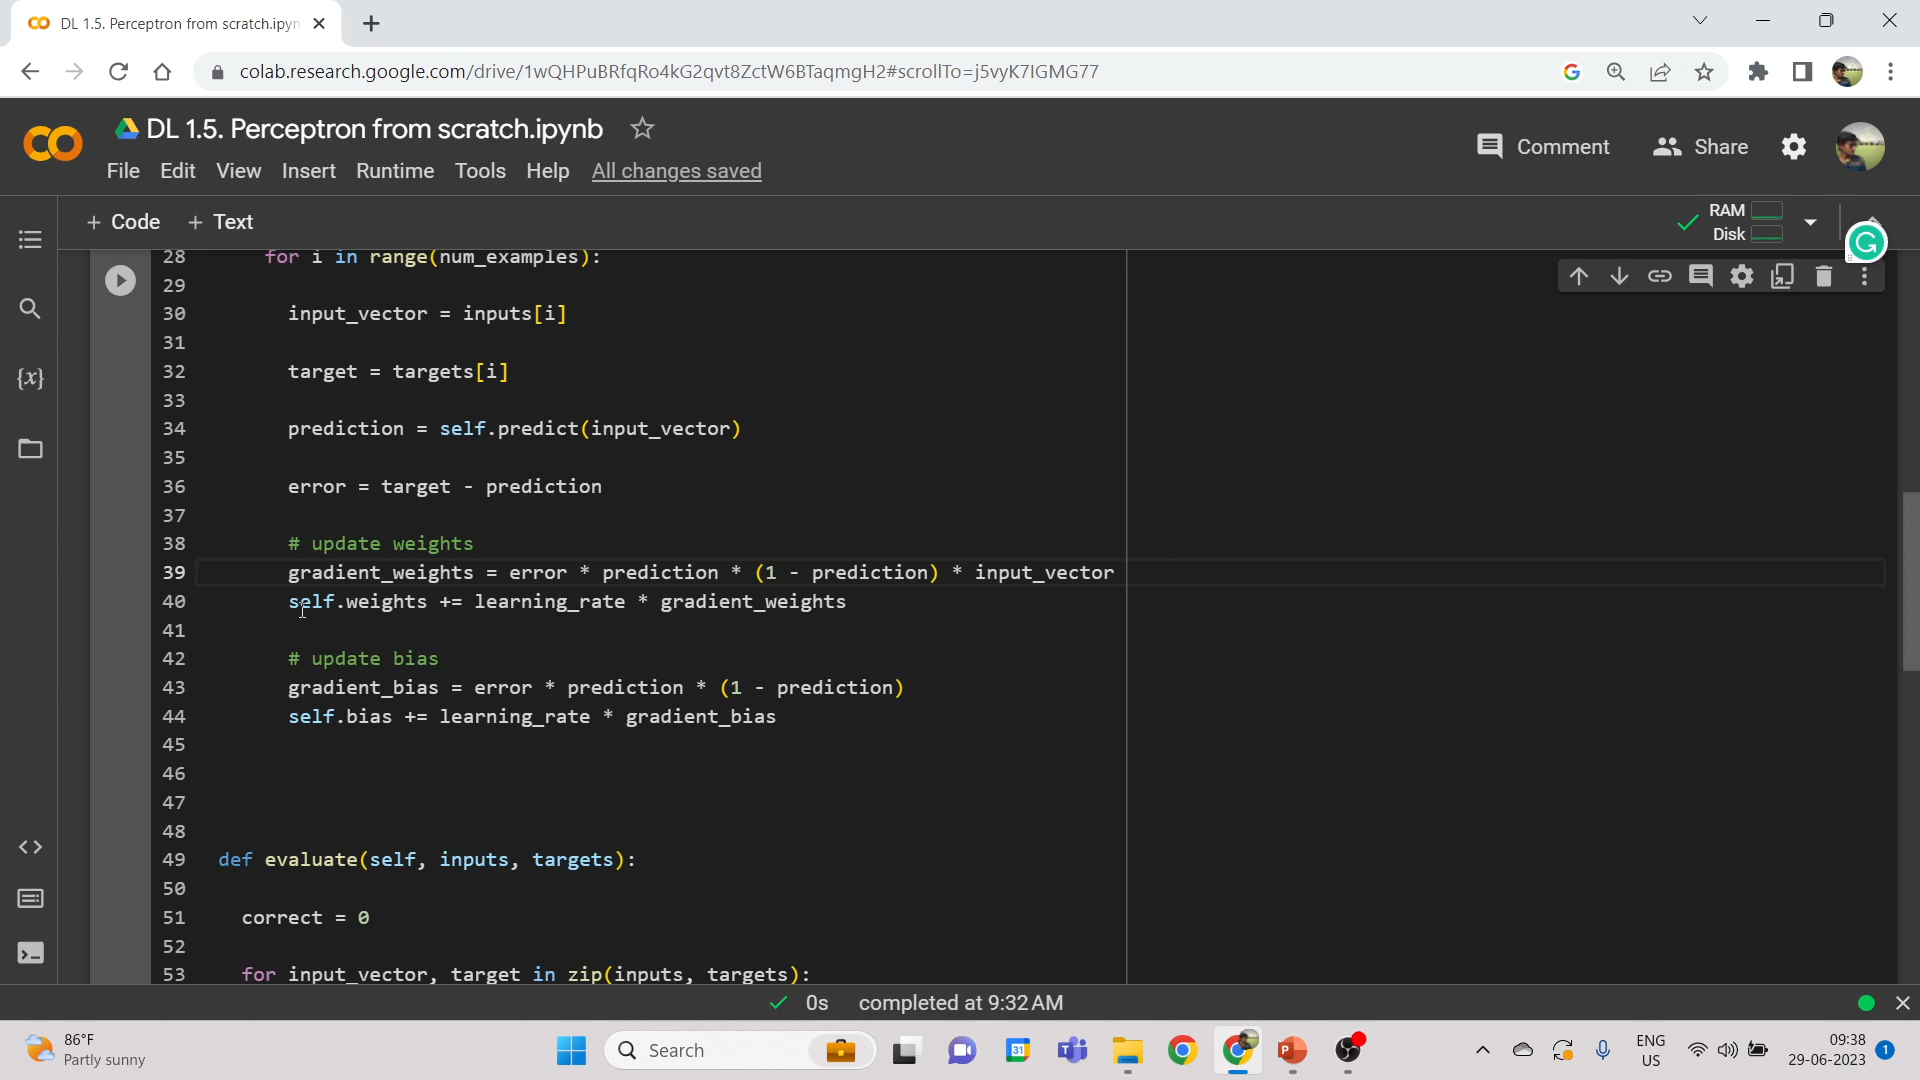 DL 1.5. Perceptron from scratch.ipyn
colab.research.google.com/drive/1wQHPuBRfqRo4kG2qvt8ZctW6BTaqmgH2#scrollTo=j5vyK7IGMG77
DL 1.5. Perceptron from scratch.ipynb
Comment
Share
File Edit View Insert Runtime Tools Help All changes saved
+ Code + Text
RAM
Disk
28 for i in range(num_examples):
29
30 input_vector = inputs[i]
31
32 target = targets[i]
33
34 prediction = self.predict(input_vector)
35
36 error = target - prediction
37
38 # update weights
39 gradient_weights = error * prediction * (1 - prediction) * input_vector
40 self.weights += learning_rate * gradient_weights
41
42 # update bias
43 gradient_bias = error * prediction * (1 - prediction)
44 self.bias += learning_rate * gradient_bias
45
46
47
48
49 def evaluate(self, inputs, targets):
50
51 correct = 0
52
53 for input_vector, target in zip(inputs, targets):
0s completed at 9:32 AM
86°F
Partly sunny
Search
31
ENG
US
09:38
29-06-2023
1